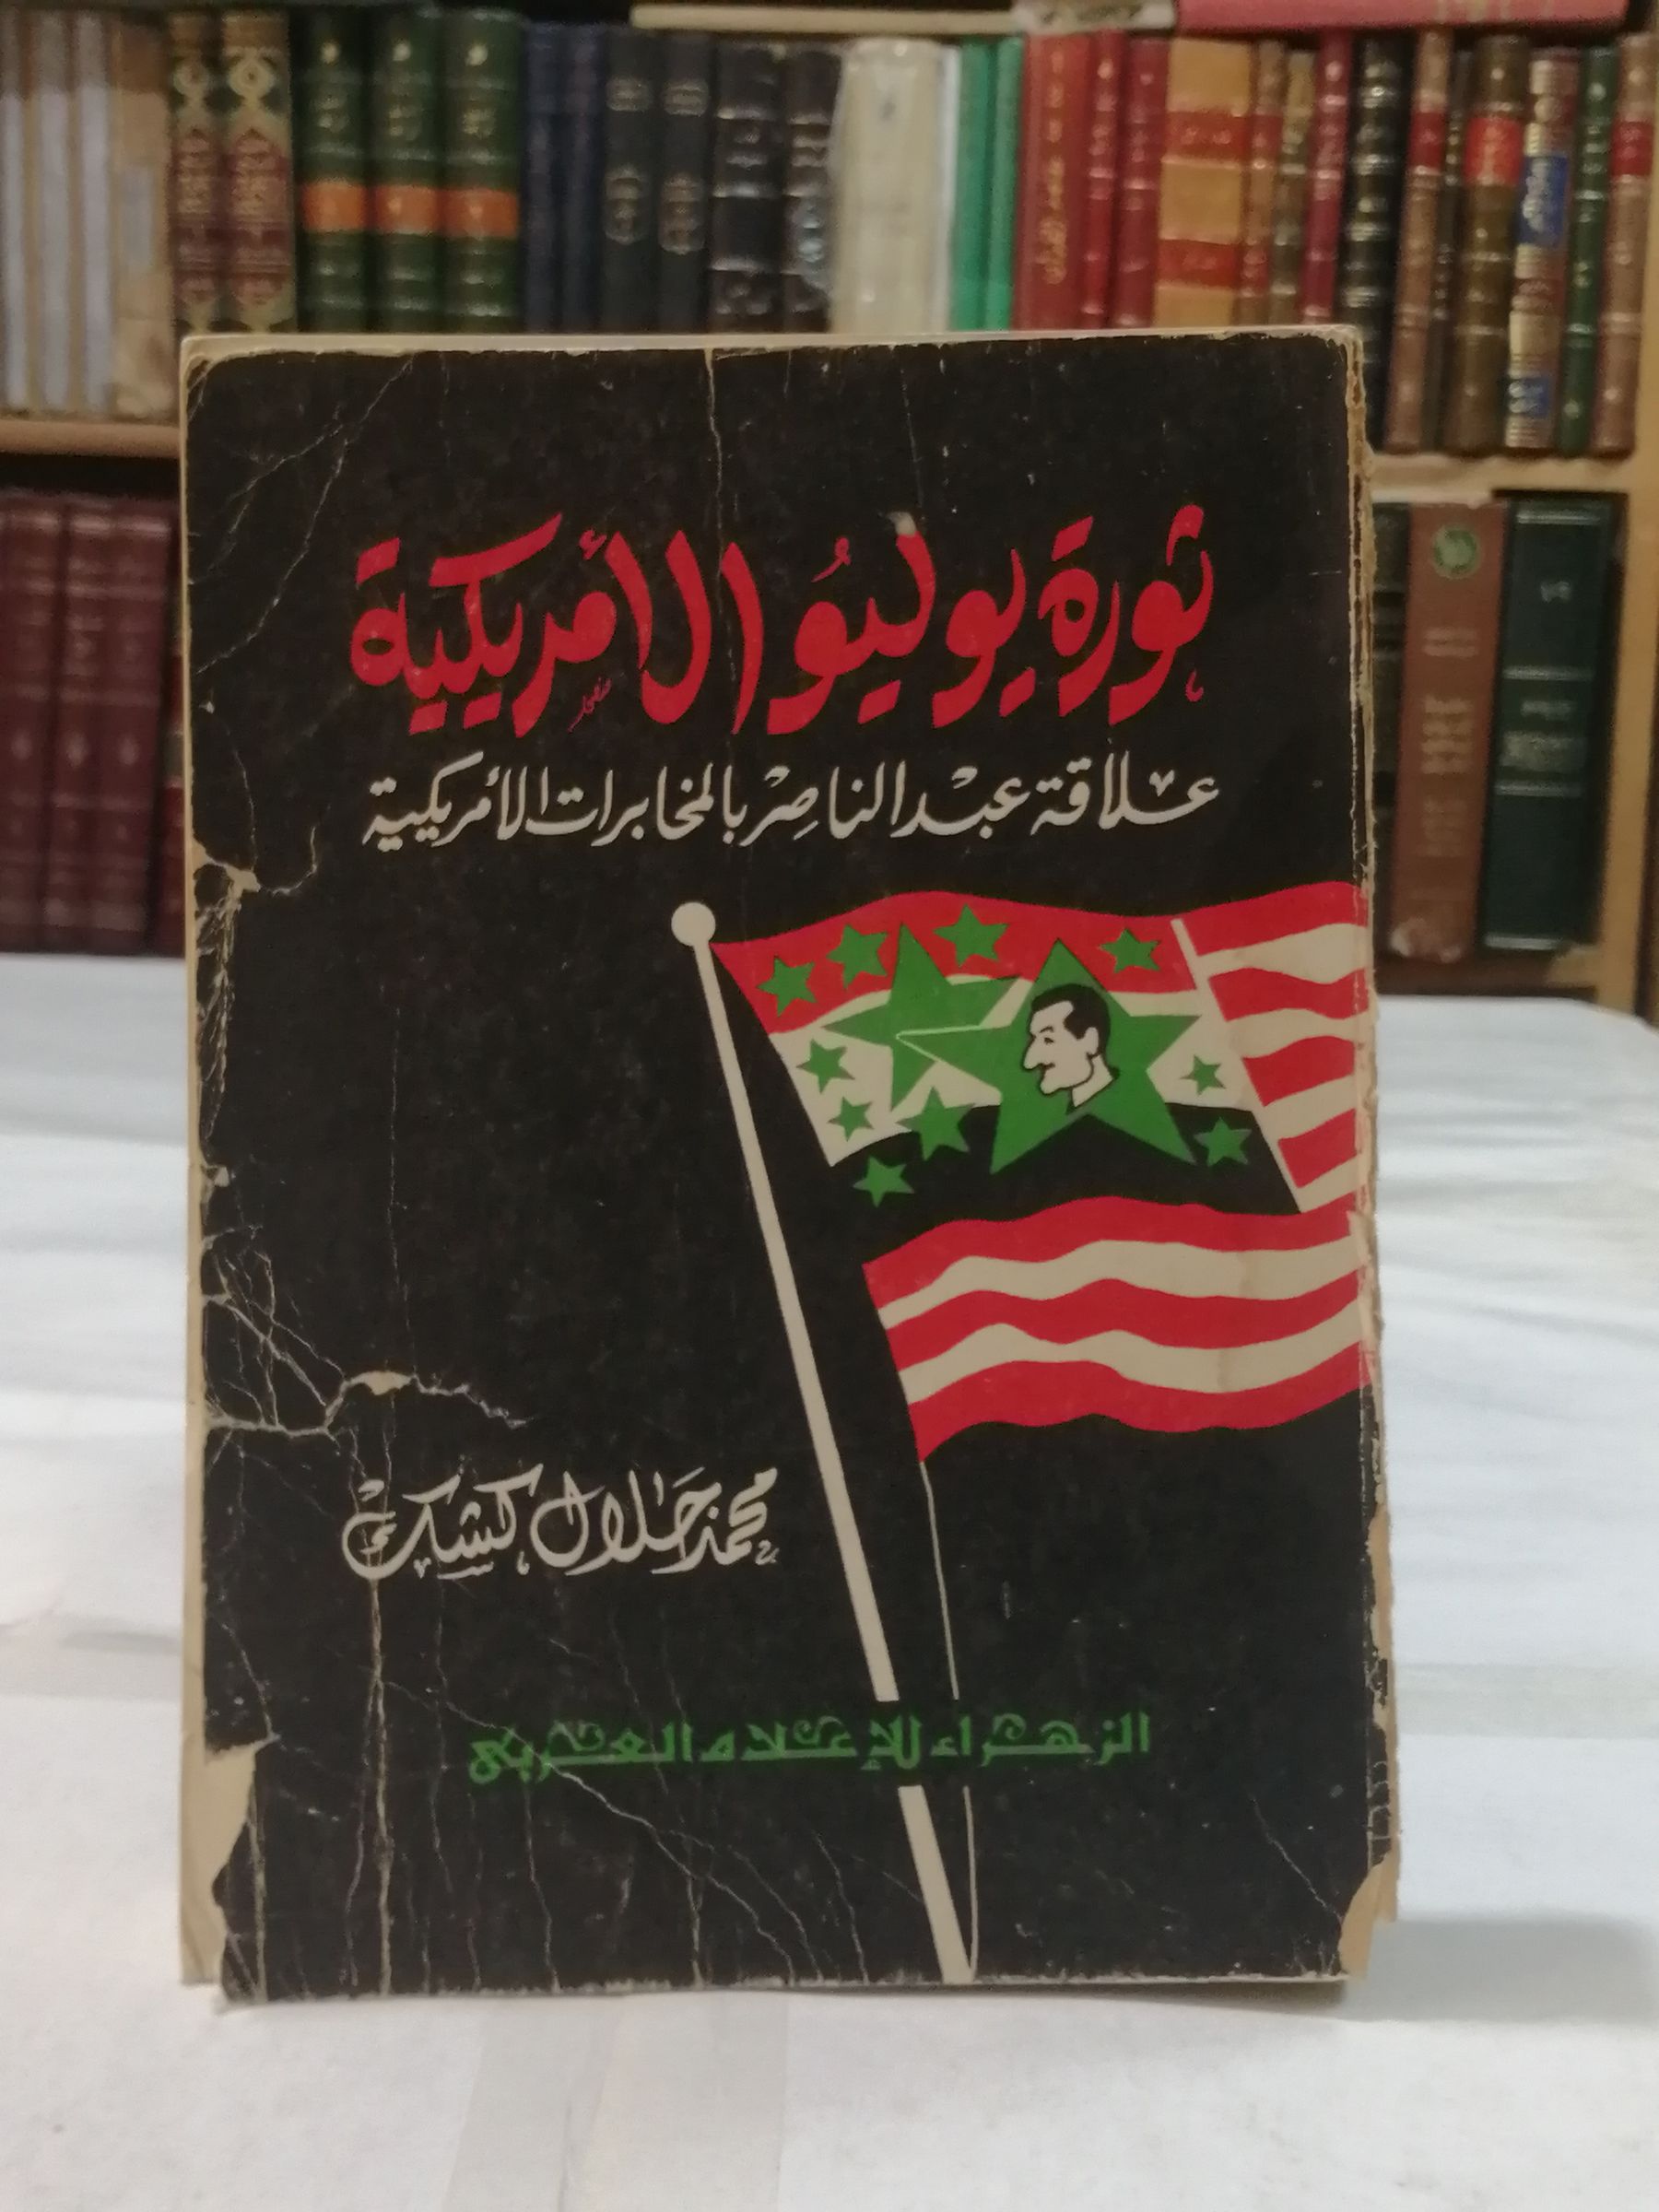 ثورة يوليو الأمريكية
علاقة عبد الناصر بالمخابرات الأمريكية
محمد جلال كشك
الزهراء للإعلام العربي